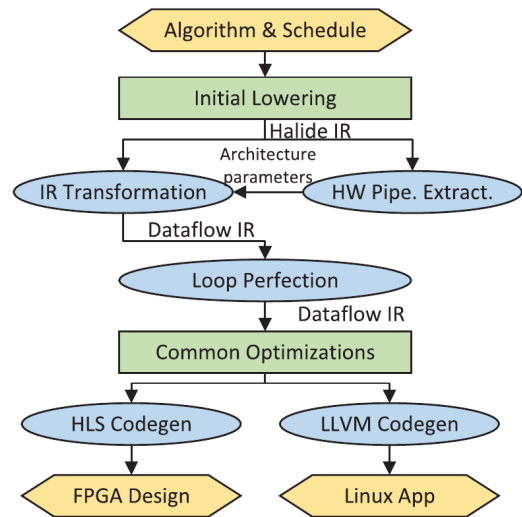 Algorithm & Schedule
Initial Lowering
Halide IR
Architecture
parameters
IR Transformation
HW Pipe. Extract.
Dataflow IR
Loop Perfection
Dataflow IR
Common Optimizations
HLS Codegen
LLVM Codegen
FPGA Design
Linux App